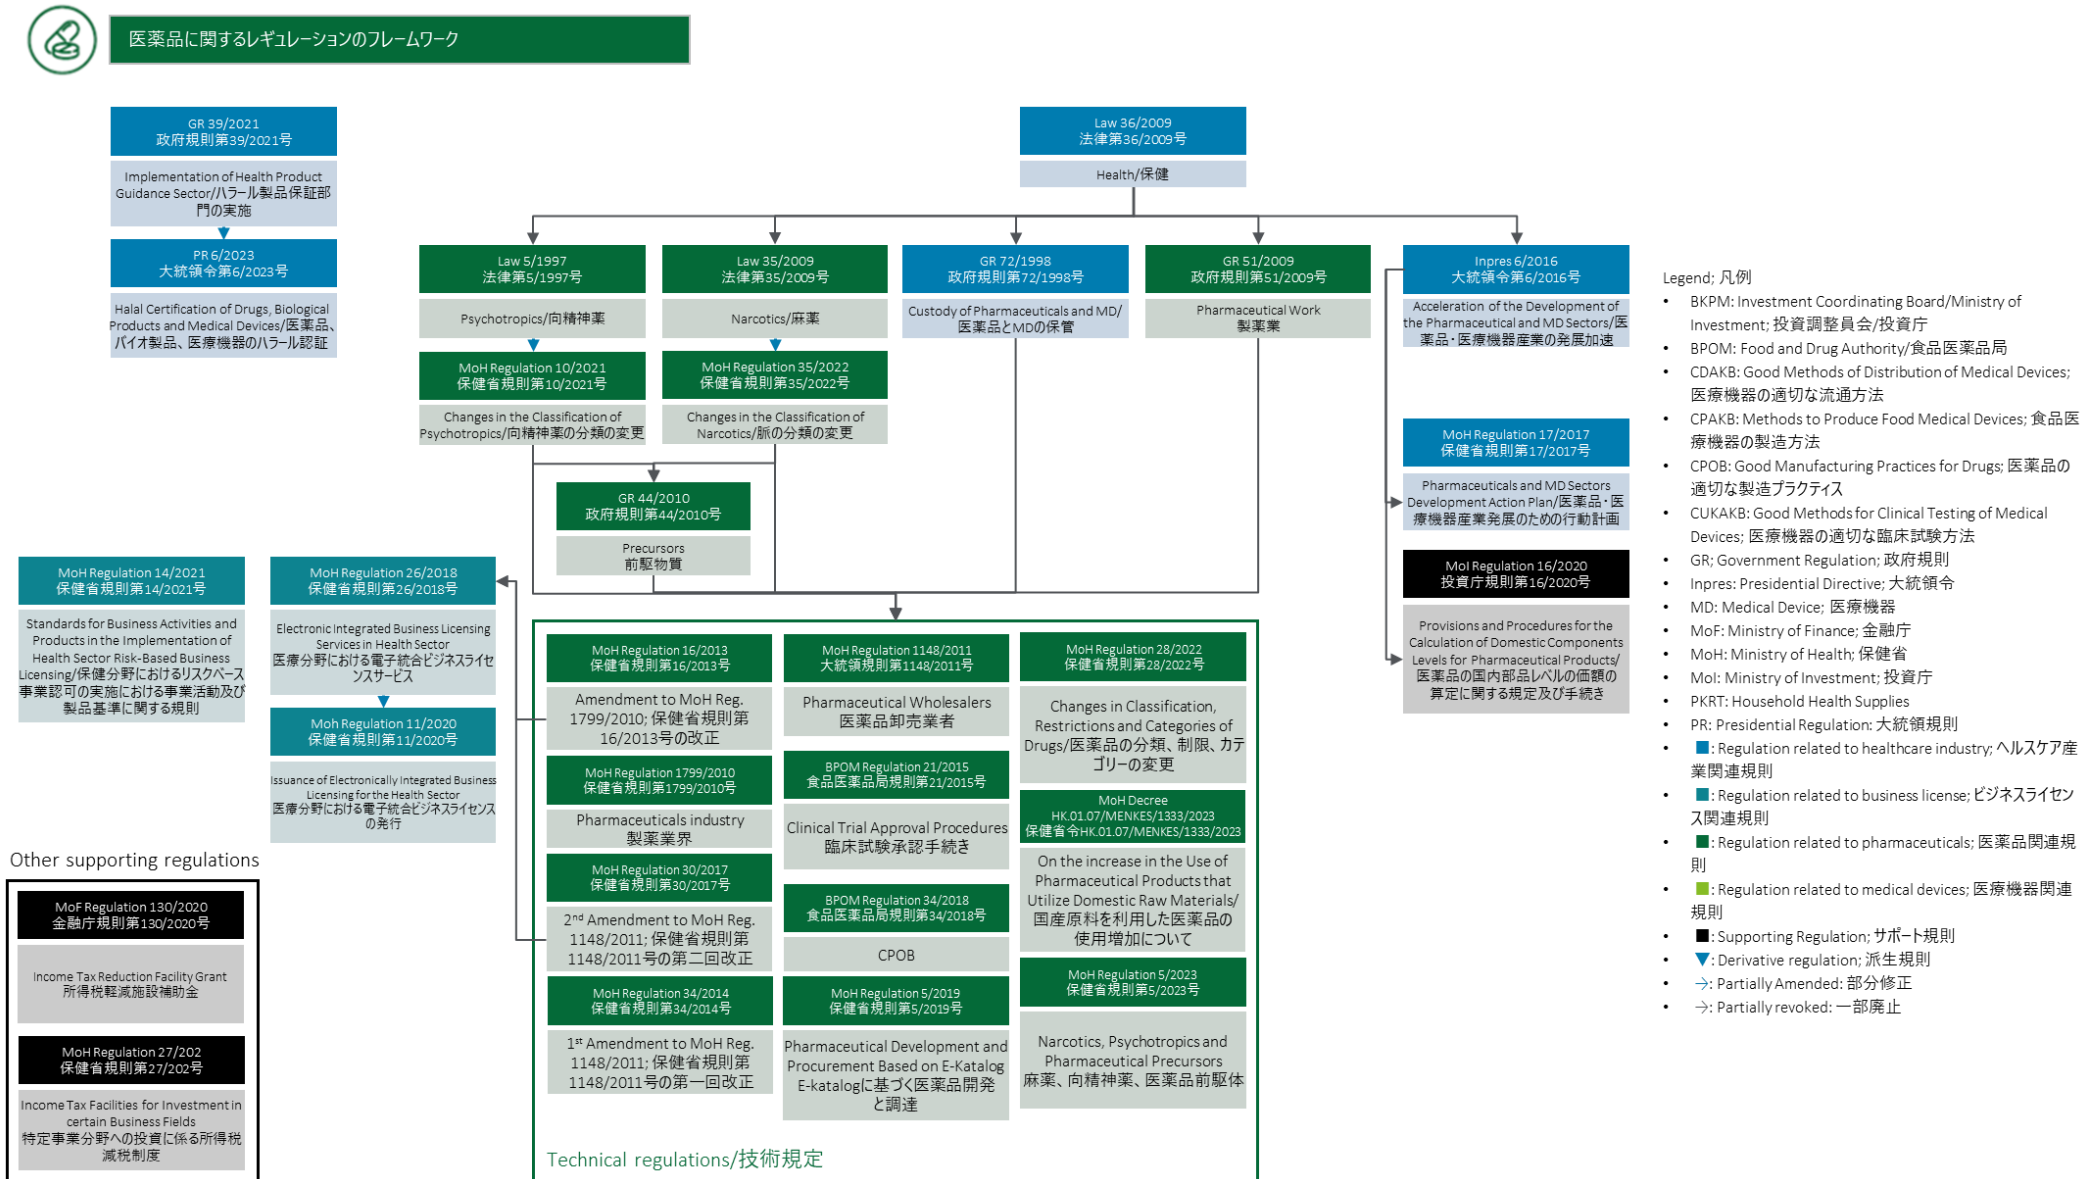 医薬品に関するレギュレーションのフレームワーク
GR 39/2021
政府規則第39/2021号
Implementation of Health Product
Guidance Sector/ハラール製品保証部
門の実施
PR 6/2023
大統領令第6/2023号
Halal Certification of Drugs, Biological
Products and Medical Devices/医薬品、
バイオ製品、医療機器のハラール認証
Law 36/2009
法律第36/2009号
Health/保健
Law 5/1997
法律第5/1997号
Psychotropics/向精神薬
MoH Regulation 10/2021
保健省規則第10/2021号
Changes in the Classification of
Psychotropics/向精神薬の分類の変更
Law 35/2009
法律第35/2009号
Narcotics/麻薬
MoH Regulation 35/2022
保健省規則第35/2022号
Changes in the Classification of
Narcotics/脈の分類の変更
GR 72/1998
政府規則第72/1998号
Custody of Pharmaceuticals and MD/
医薬品とMDの保管
GR 51/2009
政府規則第51/2009号
Pharmaceutical Work
製薬業
Inpres 6/2016
大統領令第6/2016号
Acceleration of the Development of
the Pharmaceutical and MD Sectors/医
薬品・医療機器産業の発展加速
MoH Regulation 17/2017
保健省規則第17/2017号
Pharmaceuticals and MD Sectors
Development Action Plan/医薬品・医
療機器産業発展のための行動計画
MoI Regulation 16/2020
投資庁規則第16/2020号
Provisions and Procedures for the
Calculation of Domestic Components
Levels for Pharmaceutical Products/
医薬品の国内部品レベルの価額の
算定に関する規定及び手続き
GR 44/2010
政府規則第44/2010号
Precursors
前駆物質
MoH Regulation 14/2021
保健省規則第14/2021号
Standards for Business Activities and
Products in the Implementation of
Health Sector Risk-Based Business
Licensing/保健分野におけるリスクベース
事業認可の実施における事業活動及び
製品基準に関する規則
MoH Regulation 26/2018
保健省規則第26/2018号
Electronic Integrated Business Licensing
Services in Health Sector
医療分野における電子統合ビジネスライセ
ンスサービス
Moh Regulation 11/2020
保健省規則第11/2020号
Issuance of Electronically Integrated Business
Licensing for the Health Sector
医療分野における電子統合ビジネスライセンス
の発行
Other supporting regulations
MoF Regulation 130/2020
金融庁規則第130/2020号
Income Tax Reduction Facility Grant
所得税軽減施設補助金
MoH Regulation 27/202
保健省規則第27/202号
Income Tax Facilities for Investment in
certain Business Fields
特定事業分野への投資に係る所得税
減税制度
MoH Regulation 16/2013
保健省規則第16/2013号
Amendment to MoH Reg.
1799/2010; 保健省規則第
16/2013号の改正
MoH Regulation 1799/2010
保健省規則第1799/2010号
Pharmaceuticals industry
製薬業界
MoH Regulation 30/2017
保健省規則第30/2017号
2nd Amendment to MoH Reg.
1148/2011; 保健省規則第
1148/2011号の第二回改正
MoH Regulation 34/2014
保健省規則第34/2014号
1st Amendment to MoH Reg.
1148/2011; 保健省規則第
1148/2011号の第一回改正
MoH Regulation 1148/2011
大統領規則第1148/2011号
Pharmaceutical Wholesalers
医薬品卸売業者
BPOM Regulation 21/2015
食品医薬品局規則第21/2015号
Clinical Trial Approval Procedures
臨床試験承認手続き
BPOM Regulation 34/2018
食品医薬品局規則第34/2018号
CPOB
MoH Regulation 5/2019
保健省規則第5/2019号
Pharmaceutical Development and
Procurement Based on E-Katalog
E-katalogに基づく医薬品開発
と調達
MoH Regulation 28/2022
保健省規則第28/2022号
Changes in Classification,
Restrictions and Categories of
Drugs/医薬品の分類、制限、カテ
ゴリーの変更
MoH Decree
HK.01.07/MENKES/1333/2023
保健省令HK.01.07/MENKES/1333/2023
On the increase in the Use of
Pharmaceutical Products that
Utilize Domestic Raw Materials/
国産原料を利用した医薬品の
使用増加について
MoH Regulation 5/2023
保健省規則第5/2023号
Narcotics, Psychotropics and
Pharmaceutical Precursors
麻薬、向精神薬、医薬品前駆体
Technical regulations/技術規定
Legend; 凡例
• BKPM: Investment Coordinating Board/Ministry of
Investment; 投資調整員会/投資庁
• BPOM: Food and Drug Authority/食品医薬品局
• CDAKB: Good Methods of Distribution of Medical Devices;
医療機器の適切な流通方法
• CPAKB: Methods to Produce Food Medical Devices; 食品医
療機器の製造方法
• CPOB: Good Manufacturing Practices for Drugs; 医薬品の
適切な製造プラクティス
• CUKAKB: Good Methods for Clinical Testing of Medical
Devices; 医療機器の適切な臨床試験方法
• GR; Government Regulation; 政府規則
• Inpres: Presidential Directive; 大統領令
• MD: Medical Device; 医療機器
• MoF: Ministry of Finance; 金融庁
• MoH: Ministry of Health; 保健省
• MoI: Ministry of Investment; 投資庁
• PKRT: Household Health Supplies
• PR: Presidential Regulation: 大統領規則
• ■: Regulation related to healthcare industry; ヘルスケア産
業関連規則
• ■: Regulation related to business license; ビジネスライセン
ス関連規則
• ■: Regulation related to pharmaceuticals; 医薬品関連規
則
• ■: Regulation related to medical devices; 医療機器関連
規則
• ■: Supporting Regulation; サポート規則
• ▼: Derivative regulation; 派生規則
• →: Partially Amended: 部分修正
• →: Partially revoked: 一部廃止